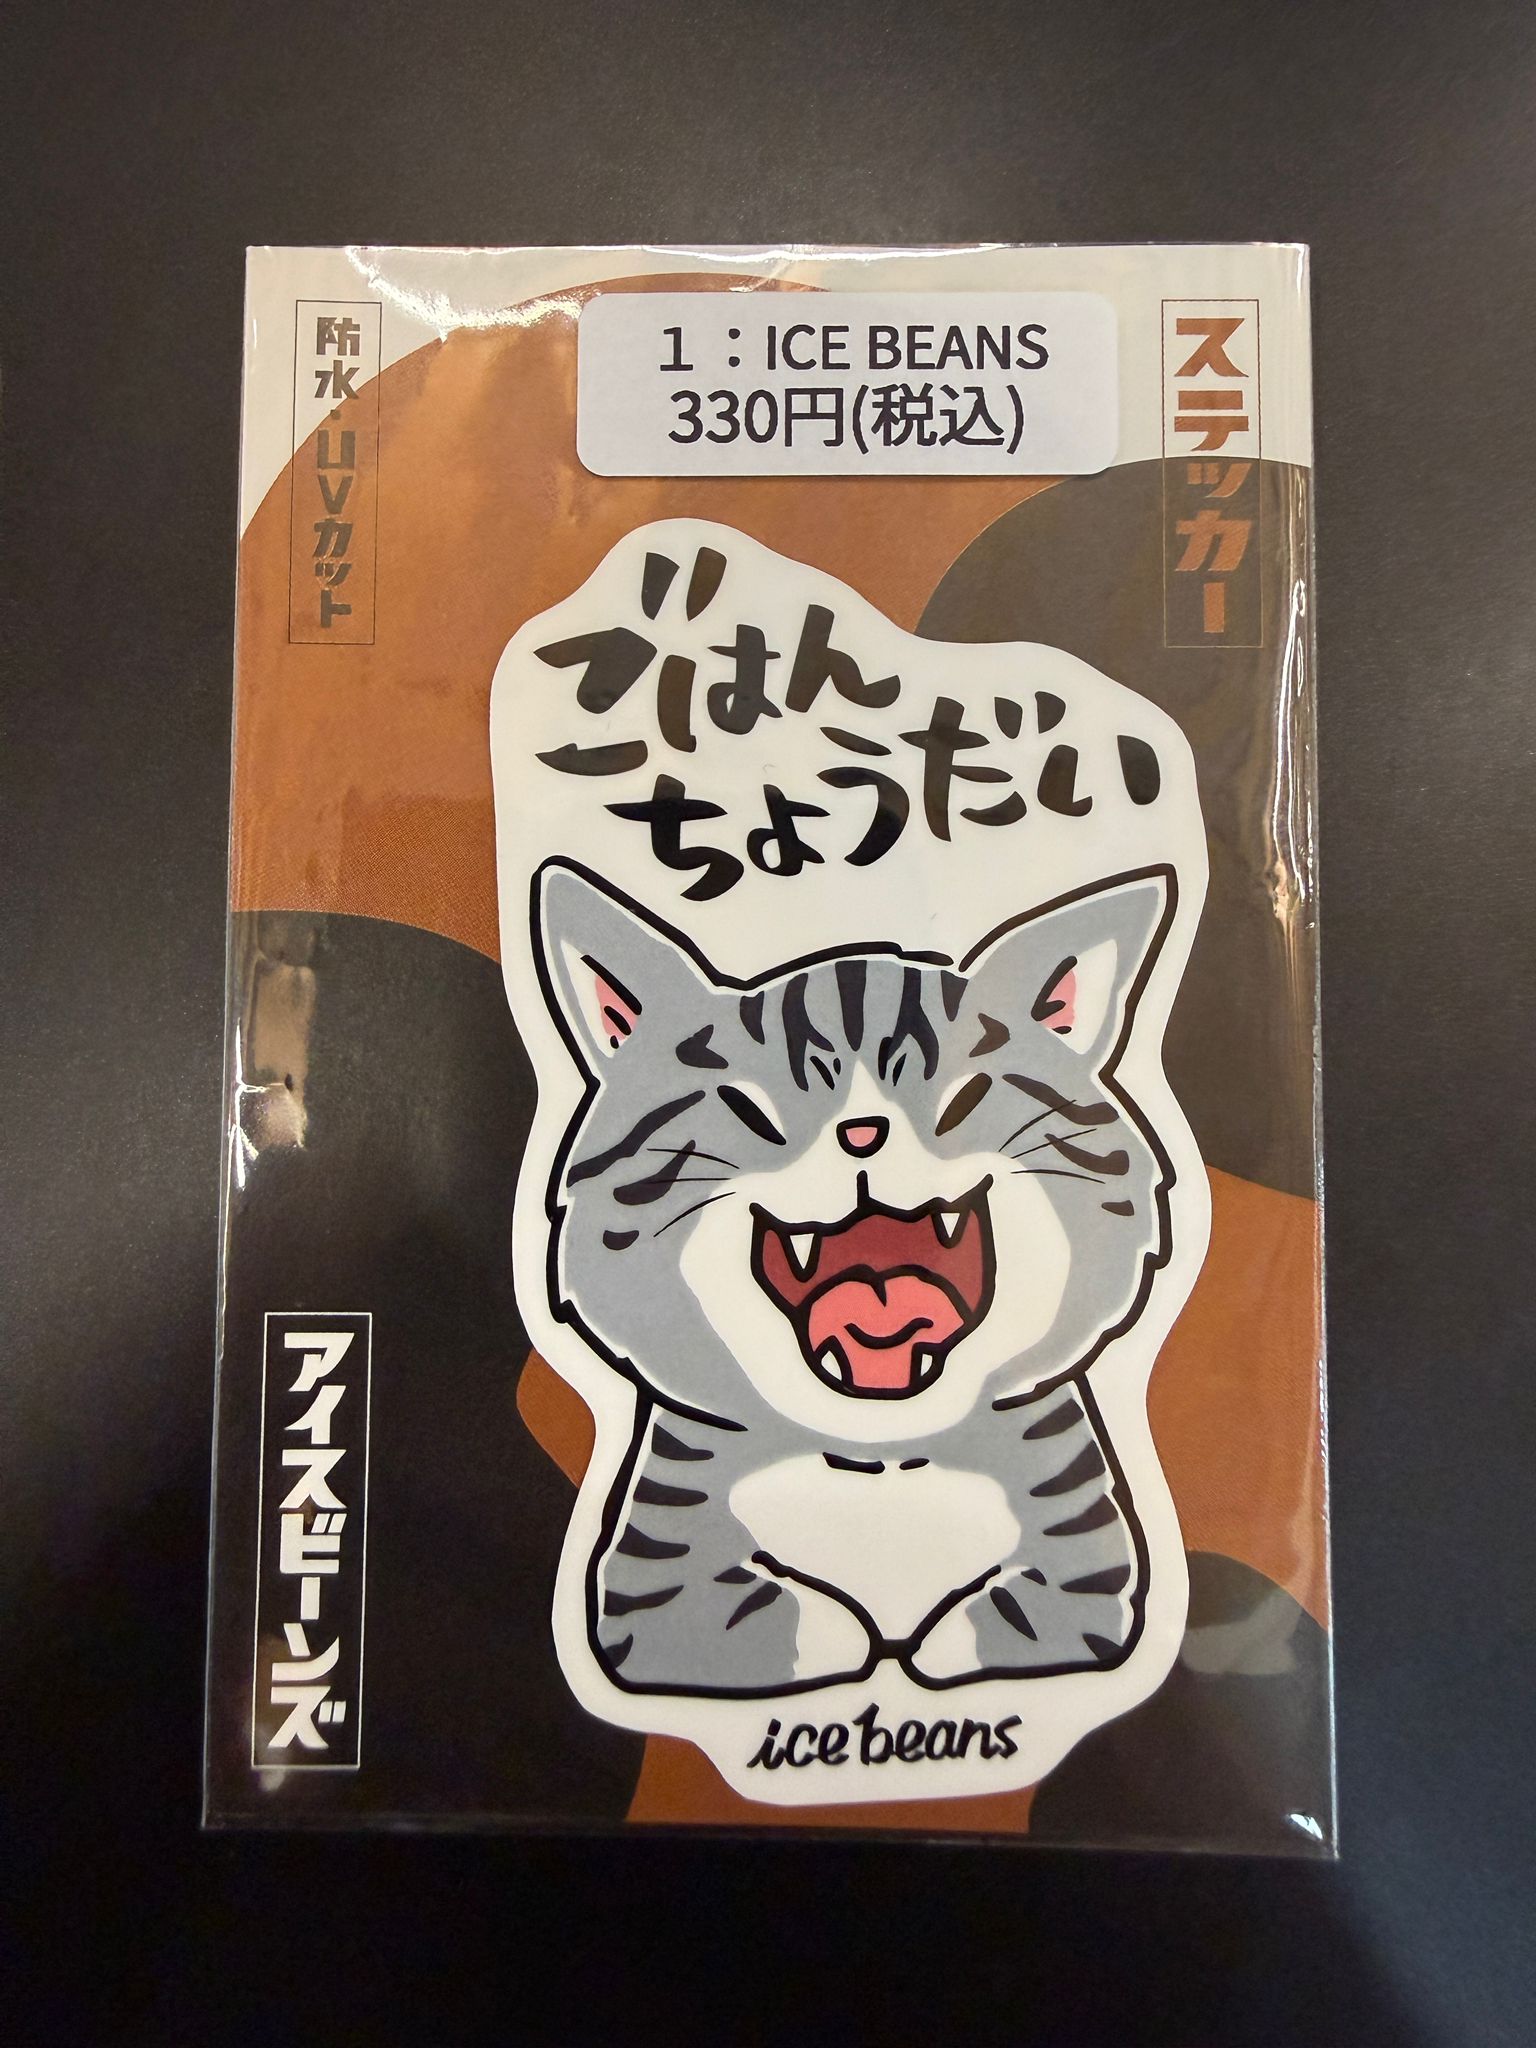 防水・UVカット
1:ICE BEANS
330円(税込)
ステッカー
ごはん
ちょうだい
アイスビーンズ
ice beans